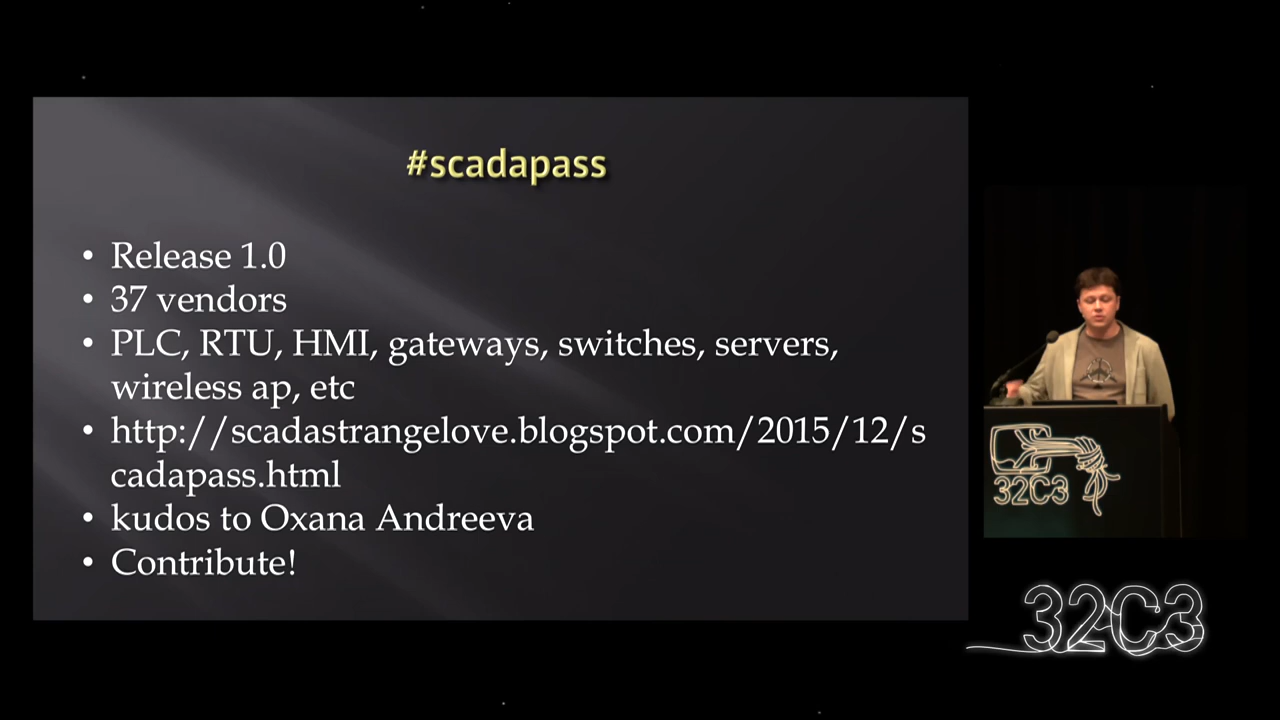 #scadapass
• Release 1.0
• 37 vendors
• PLC, RTU, HMI, gateways, switches, servers,
wireless ap, etc
• http://scadastrangelove.blogspot.com/2015/12/s
cadapass.html
• kudos to Oxana Andreeva
• Contribute!
32C3
32C3